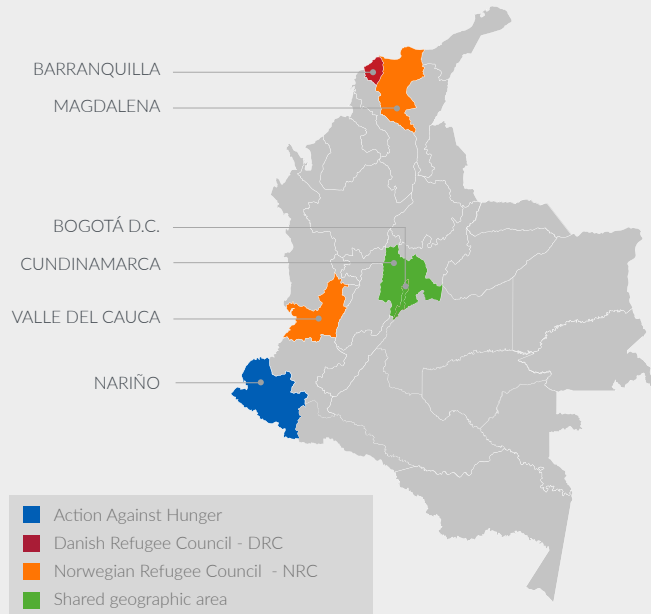 BARRANQUILLA
MAGDALENA
BOGOTÁ D.C.
CUNDINAMARCA
VALLE DEL CAUCA
NARIÑO
Action Against Hunger
Danish Refugee Council - DRC
Norwegian Refugee Council - NRC
Shared geographic area